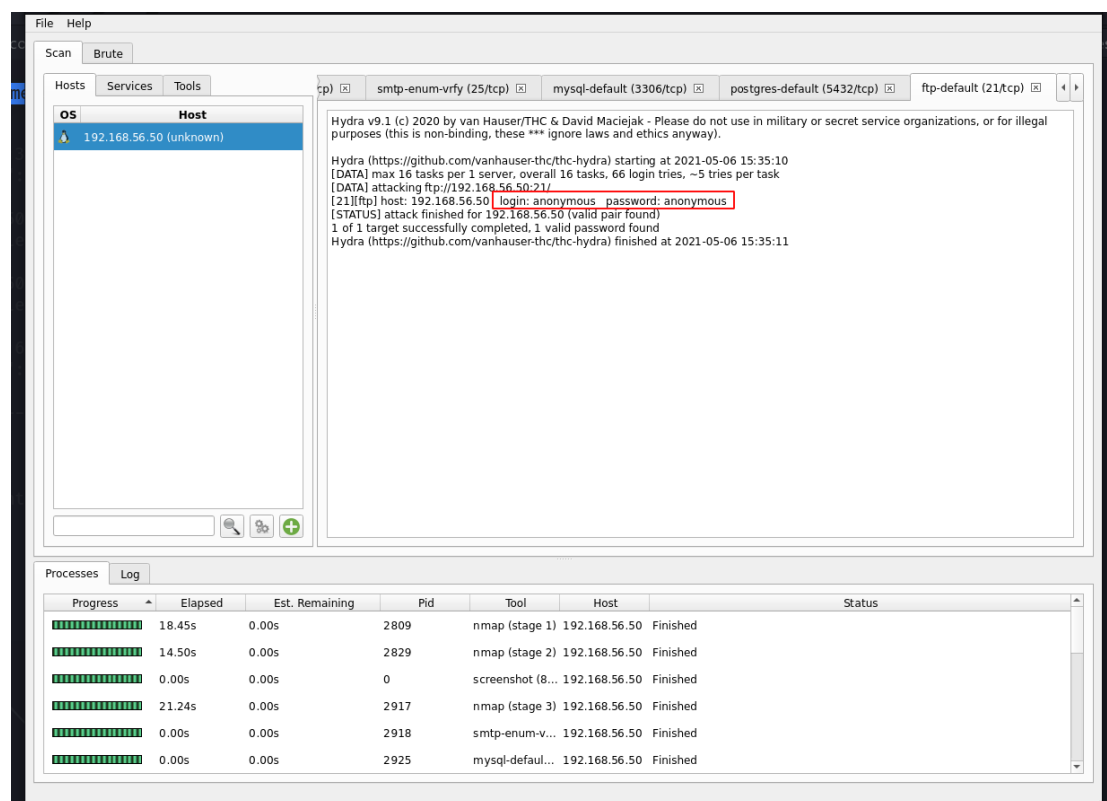 File Help
Scan Brute
Hosts Services Tools
OS Host
192.168.56.50 (unknown)
cp) smtp-enum-vrfy (25/tcp) mysql-default (3306/tcp) postgres-default (5432/tcp) ftp-default (21/tcp)
Hydra v9.1 (c) 2020 by van Hauser/THC & David Maciejak - Please do not use in military or secret service organizations, or for illegal
purposes (this is non-binding, these *** ignore laws and ethics anyway).
Hydra (https://github.com/vanhauser-thc/thc-hydra) starting at 2021-05-06 15:35:10
[DATA] max 16 tasks per 1 server, overall 16 tasks, 66 login tries, ~5 tries per task
[DATA] attacking ftp://192.168.56.50:21/
[21][ftp] host: 192.168.56.50 login: anonymous password: anonymous
[STATUS] attack finished for 192.168.56.50 (valid pair found)
1 of 1 target successfully completed, 1 valid password found
Hydra (https://github.com/vanhauser-thc/thc-hydra) finished at 2021-05-06 15:35:11
Processes Log
Progress Elapsed Est. Remaining Pid Tool Host Status
18.45s 0.00s 2809 nmap (stage 1) 192.168.56.50 Finished
14.50s 0.00s 2829 nmap (stage 2) 192.168.56.50 Finished
0.00s 0.00s 0 screenshot (8... 192.168.56.50 Finished
21.24s 0.00s 2917 nmap (stage 3) 192.168.56.50 Finished
0.00s 0.00s 2918 smtp-enum-v... 192.168.56.50 Finished
0.00s 0.00s 2925 mysql-defaul... 192.168.56.50 Finished